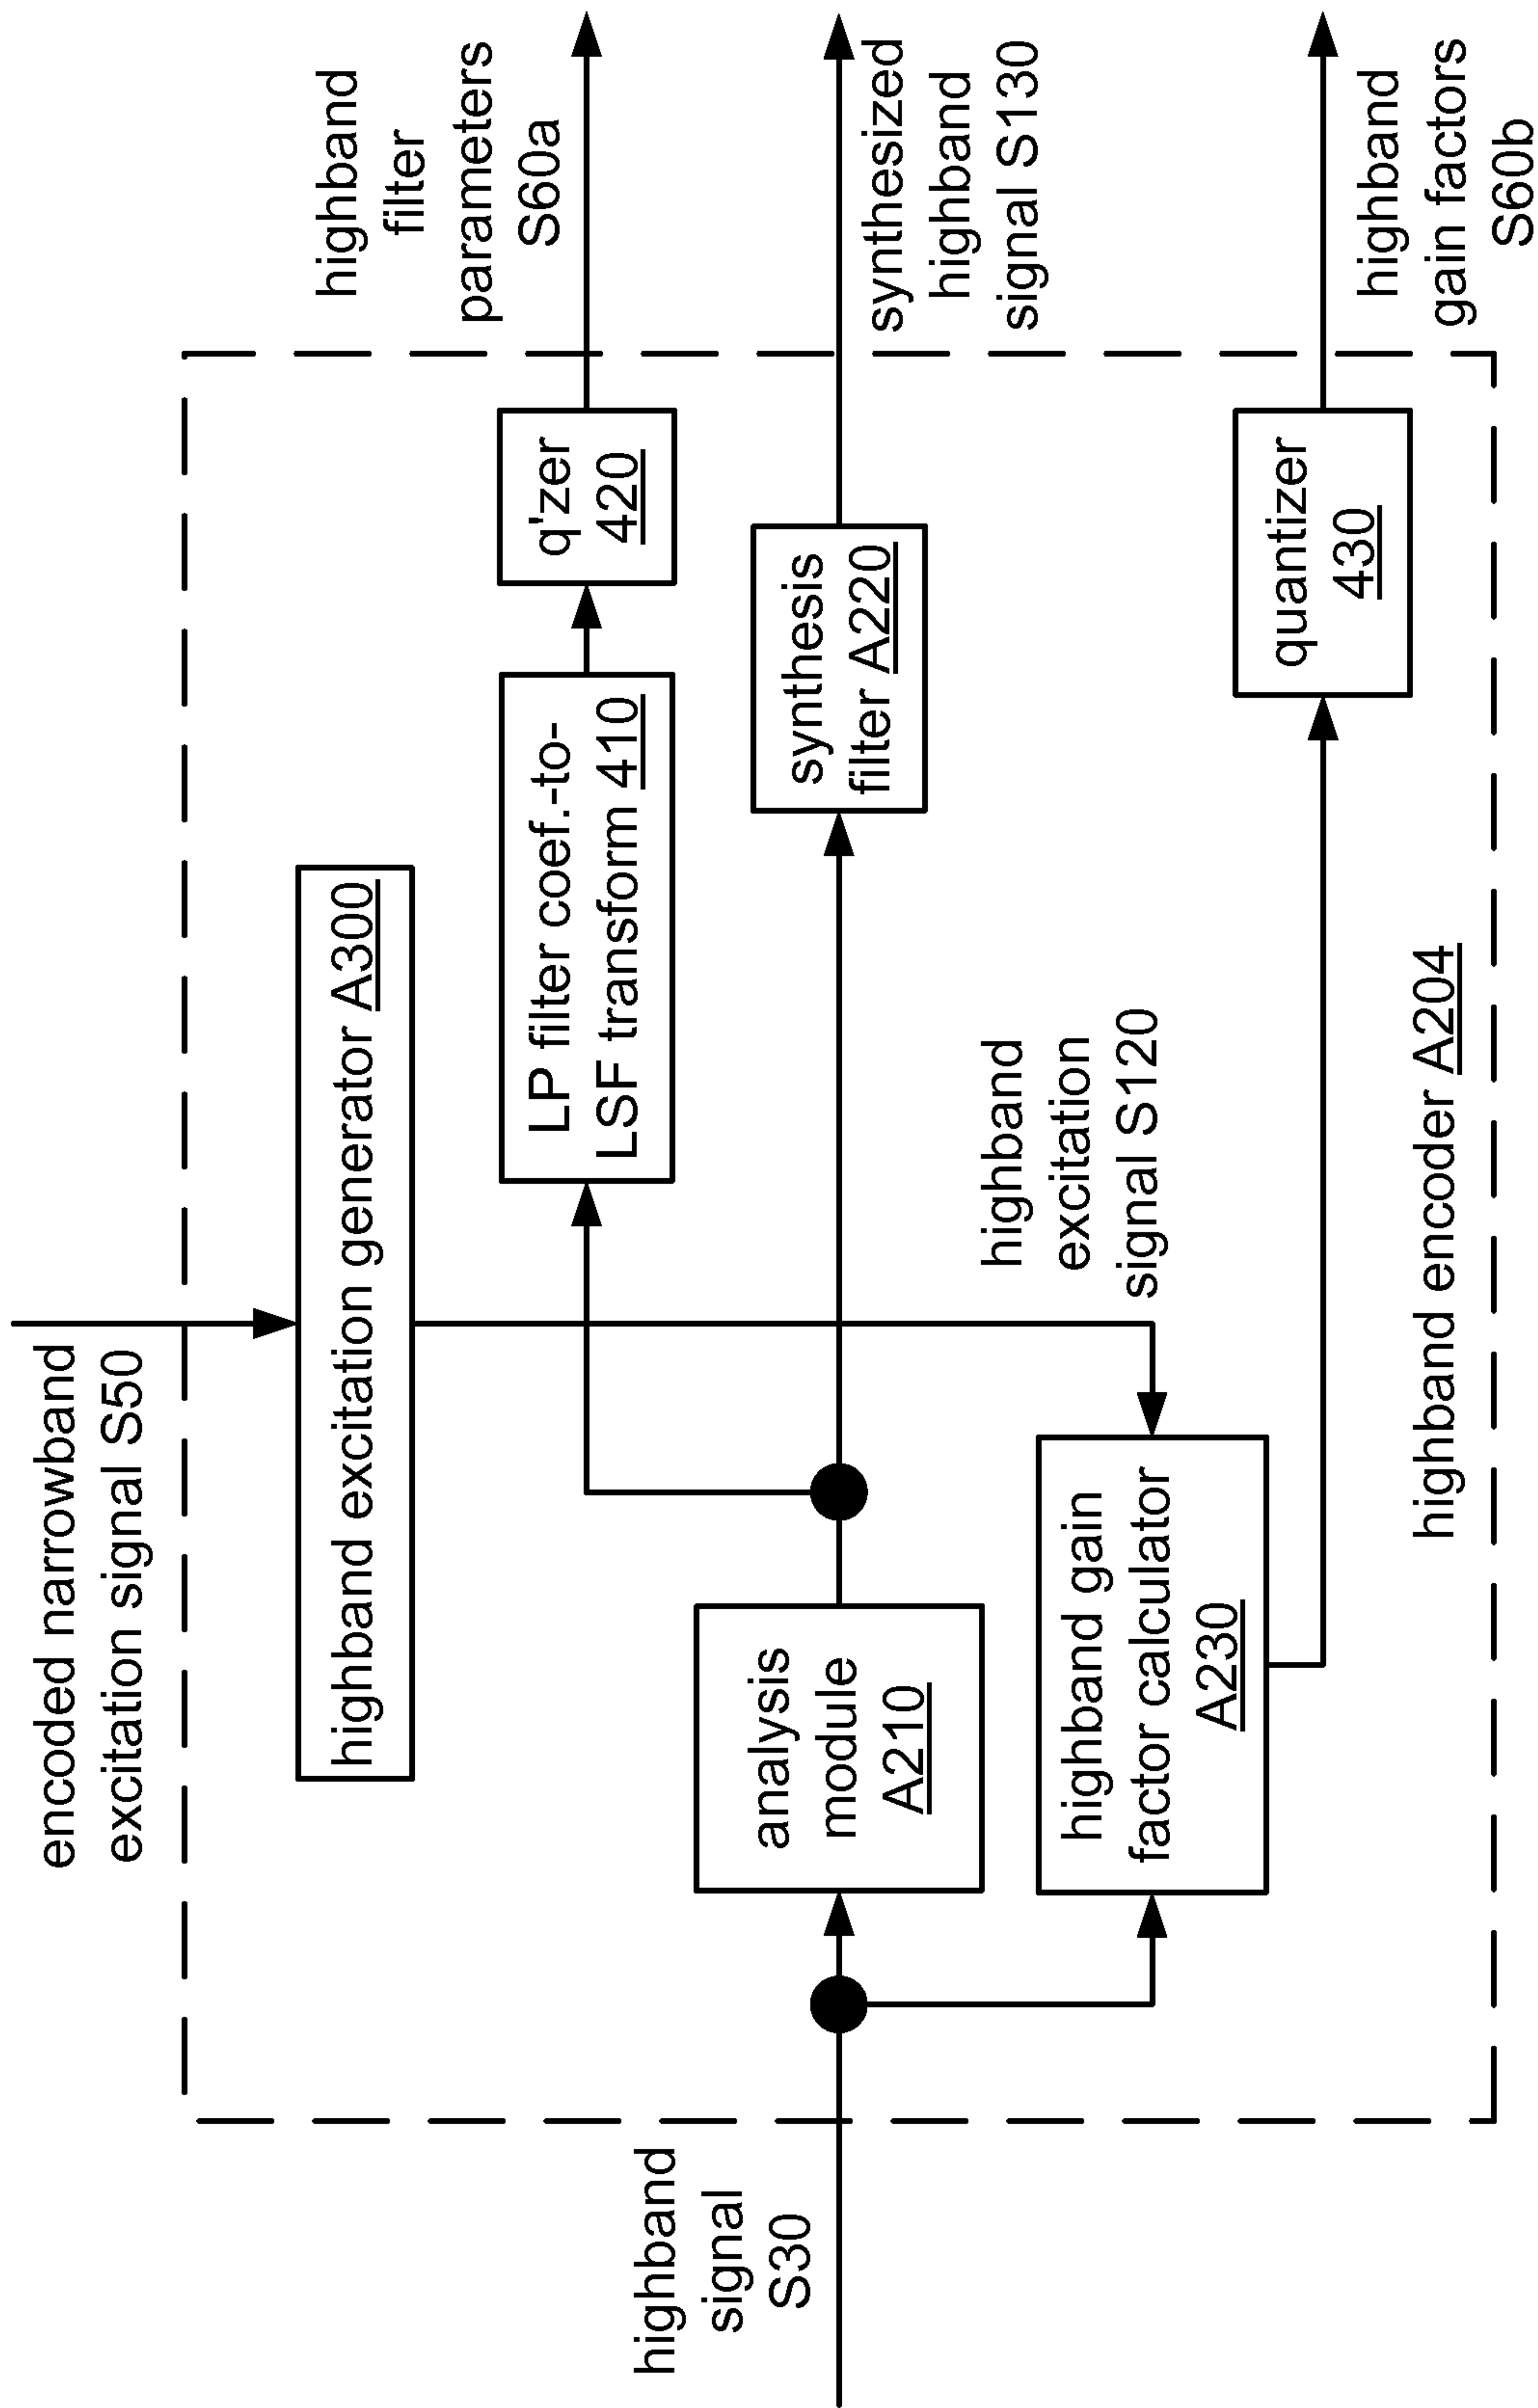 encoded narrowband
excitation signal S50
highband excitation generator A300
highband
filter
parameters
S60a
LP filter coef.-to-
LSF transform 410
q'zer
420
highband
signal
S30
analysis
module
A210
synthesis
filter A220
synthesized
highband
signal S130
highband
excitation
signal S120
highband gain
factor calculator
A230
quantizer
430
highband
gain factors
S60b
highband encoder A204